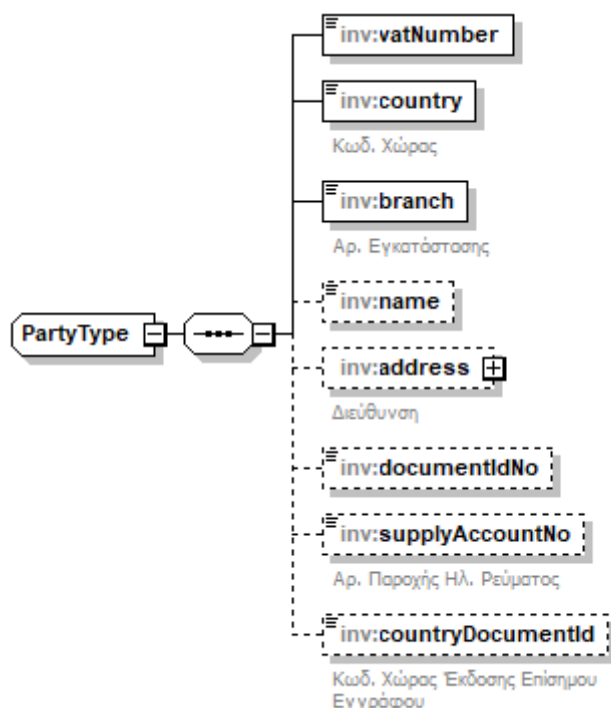 inv:vatNumber
inv:country
Κωδ. Χώρας
inv:branch
Αρ. Εγκατάστασης
inv:name
PartyType
inv:address
Διεύθυνση
inv:documentIdNo
inv:supplyAccountNo
Αρ. Παροχής Ηλ. Ρεύματος
inv:countryDocumentId
Κωδ. Χώρας Έκδοσης Επίσημου
Εγγράφου